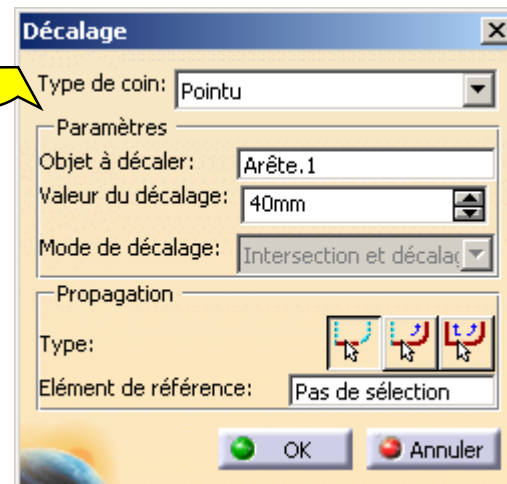 Décalage
Type de coin: Pointu
Paramètres
Objet à décaler: Arête.1
Valeur du décalage: 40mm
Mode de décalage: Intersection et décala
Propagation
Type:
Elément de référence: Pas de sélection
OK Annuler